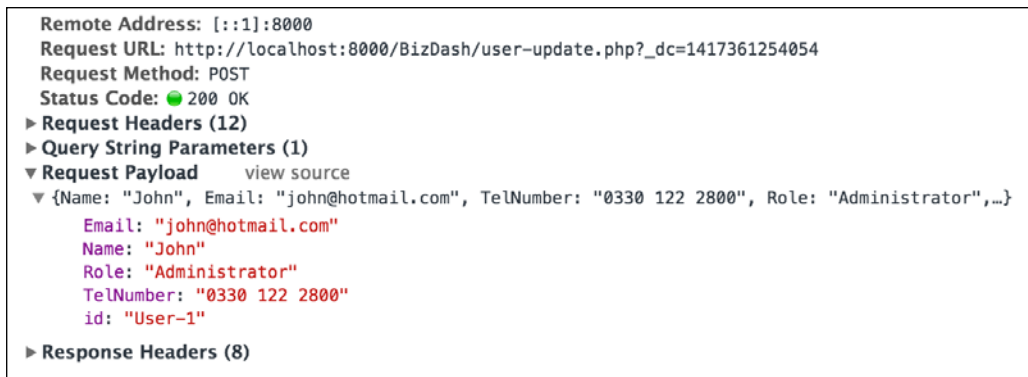 Remote Address: [::1]:8000
Request URL: http://localhost:8000/BizDash/user-update.php?_dc=1417361254054
Request Method: POST
Status Code: 200 OK
▶ Request Headers (12)
▶ Query String Parameters (1)
▼ Request Payload view source
▼ {Name: "John", Email: "john@hotmail.com", TelNumber: "0330 122 2800", Role: "Administrator",…}
Email: "john@hotmail.com"
Name: "John"
Role: "Administrator"
TelNumber: "0330 122 2800"
id: "User-1"
▶ Response Headers (8)